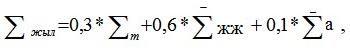 ∑ жыл =0,3* ∑ т +0,6* ∑̄ жж + 0,1* ∑̄ а ,